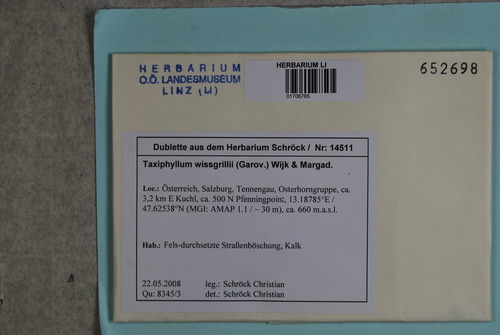 HERBARIUM
O.Ö. LANDESMUSEUM
LINZ (LI)
HERBARIUM LI
01706765
652698
Dublette aus dem Herbarium Schröck / Nr: 14511
Taxiphyllum wissgrillii (Garov.) Wijk & Margad.
Loc.: Österreich, Salzburg, Tennengau, Osterhorngruppe, ca.
3,2 km E Kuchl, ca. 500 N Pfenningpoint, 13.18785°E /
47.62538°N (MGI: AMAP 1.1 / ~ 30 m), ca. 660 m.a.s.l.
Hab.: Fels-durchsetzte Straßenböschung, Kalk
22.05.2008 leg.: Schröck Christian
Qu: 8345/3 det.: Schröck Christian